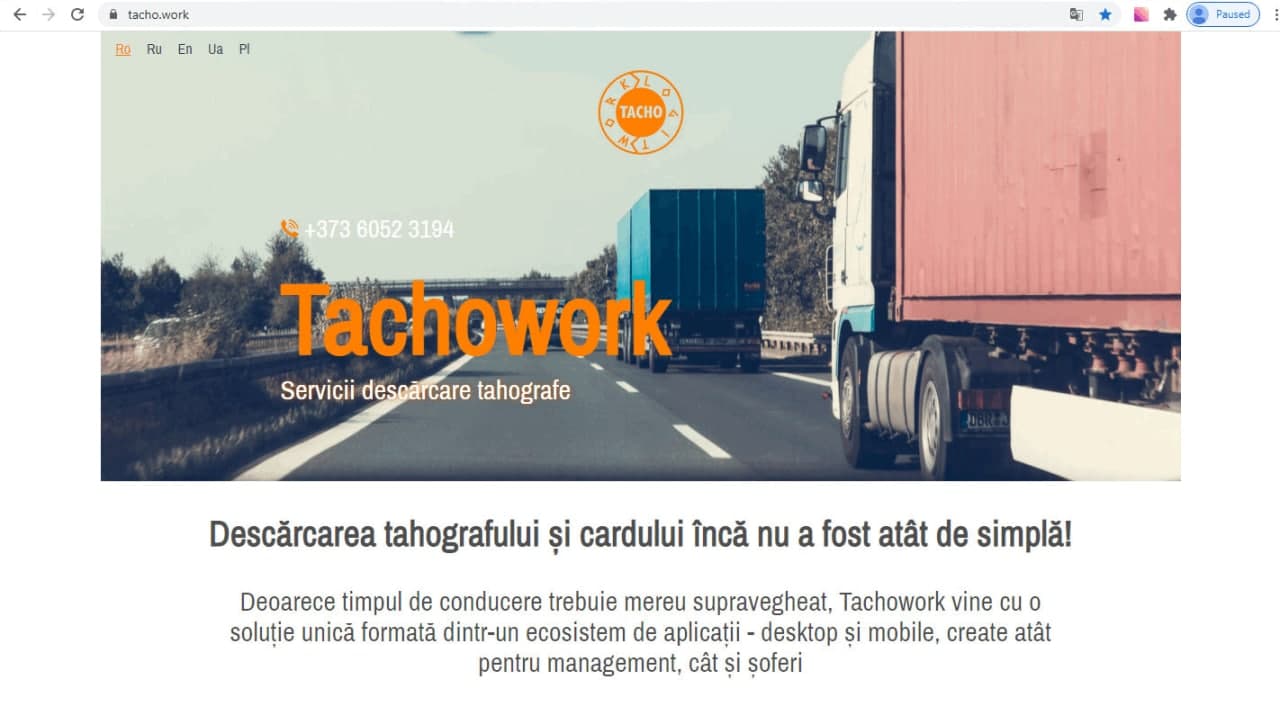 tacho.work
Paused
Ro Ru En Ua Pl
TACHO
WORK LOGIT
+373 6052 3194
Tachowork
Servicii descărcare tahografe
Descărcarea tahografului și cardului încă nu a fost atât de simplă!
Deoarece timpul de conducere trebuie mereu supravegheat, Tachowork vine cu o
soluție unică formată dintr-un ecosistem de aplicații - desktop și mobile, create atât
pentru management, cât și șoferi